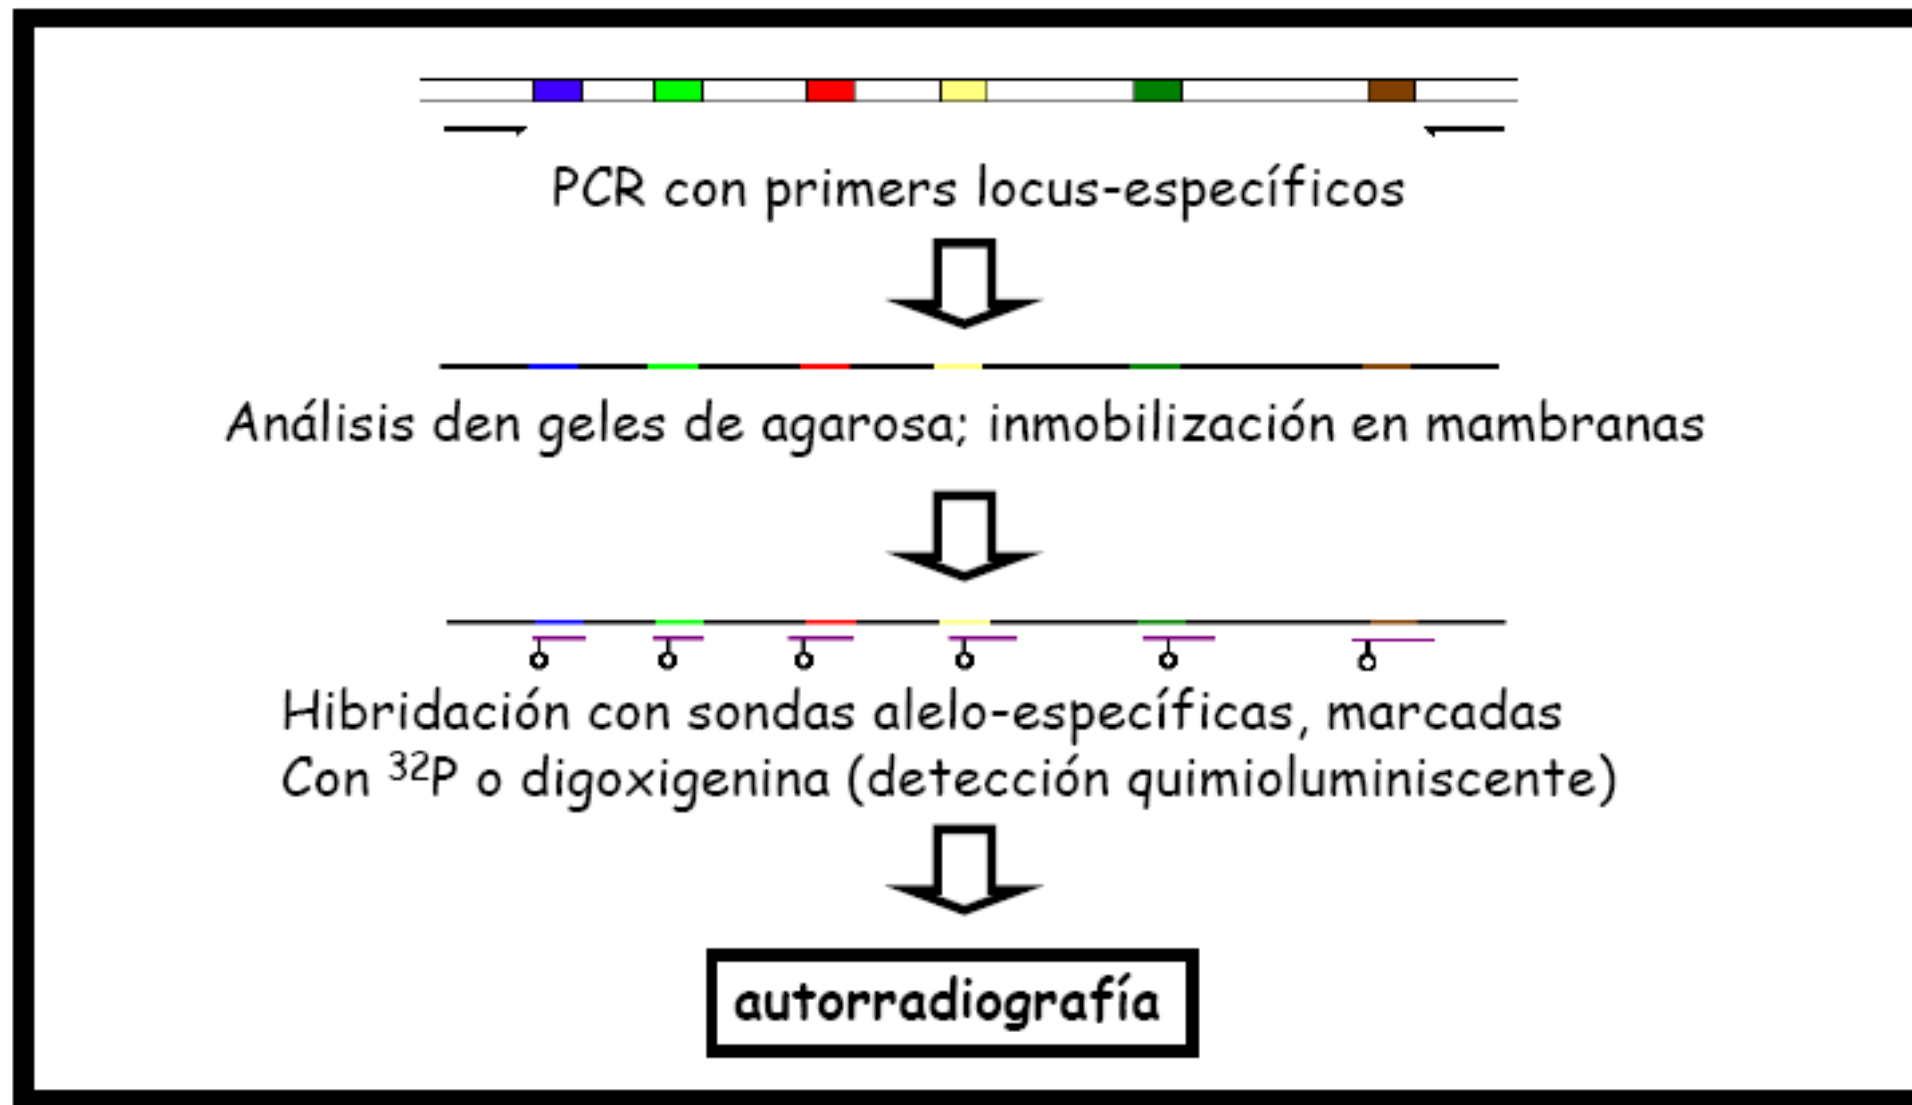 PCR con primers locus-específicos
Análisis den geles de agarosa; inmobilización en mambranas
Hibridación con sondas alelo-específicas, marcadas
Con ³²P o digoxigenina (detección quimioluminiscente)
autorradiografía